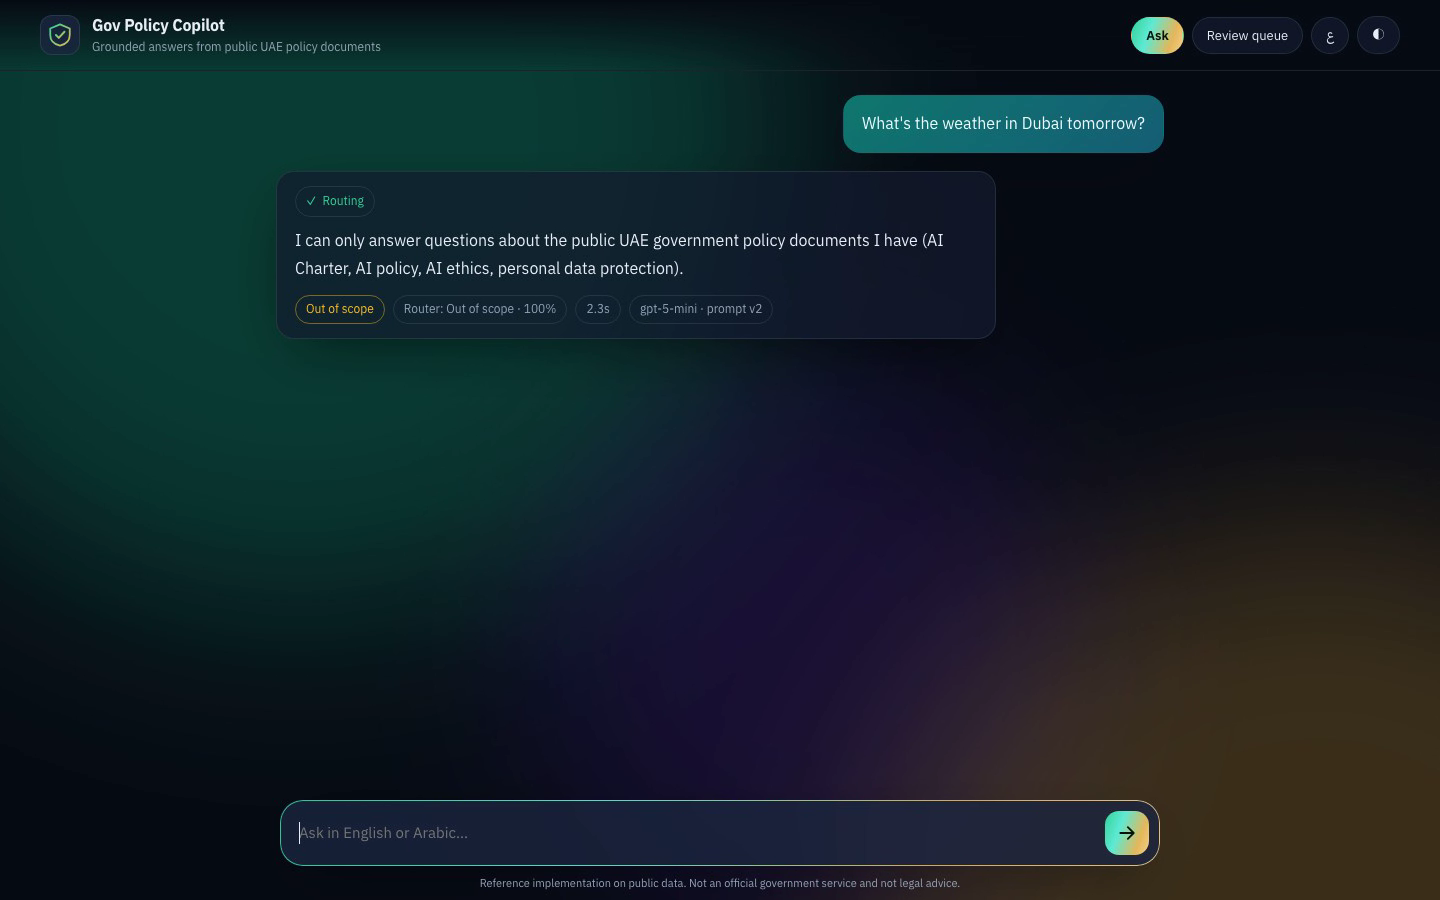 Gov Policy Copilot
Grounded answers from public UAE policy documents
Ask
Review queue
ع
What's the weather in Dubai tomorrow?
✓ Routing
I can only answer questions about the public UAE government policy documents I have (AI
Charter, AI policy, AI ethics, personal data protection).
Out of scope
Router: Out of scope · 100%
2.3s
gpt-5-mini · prompt v2
Ask in English or Arabic...
Reference implementation on public data. Not an official government service and not legal advice.